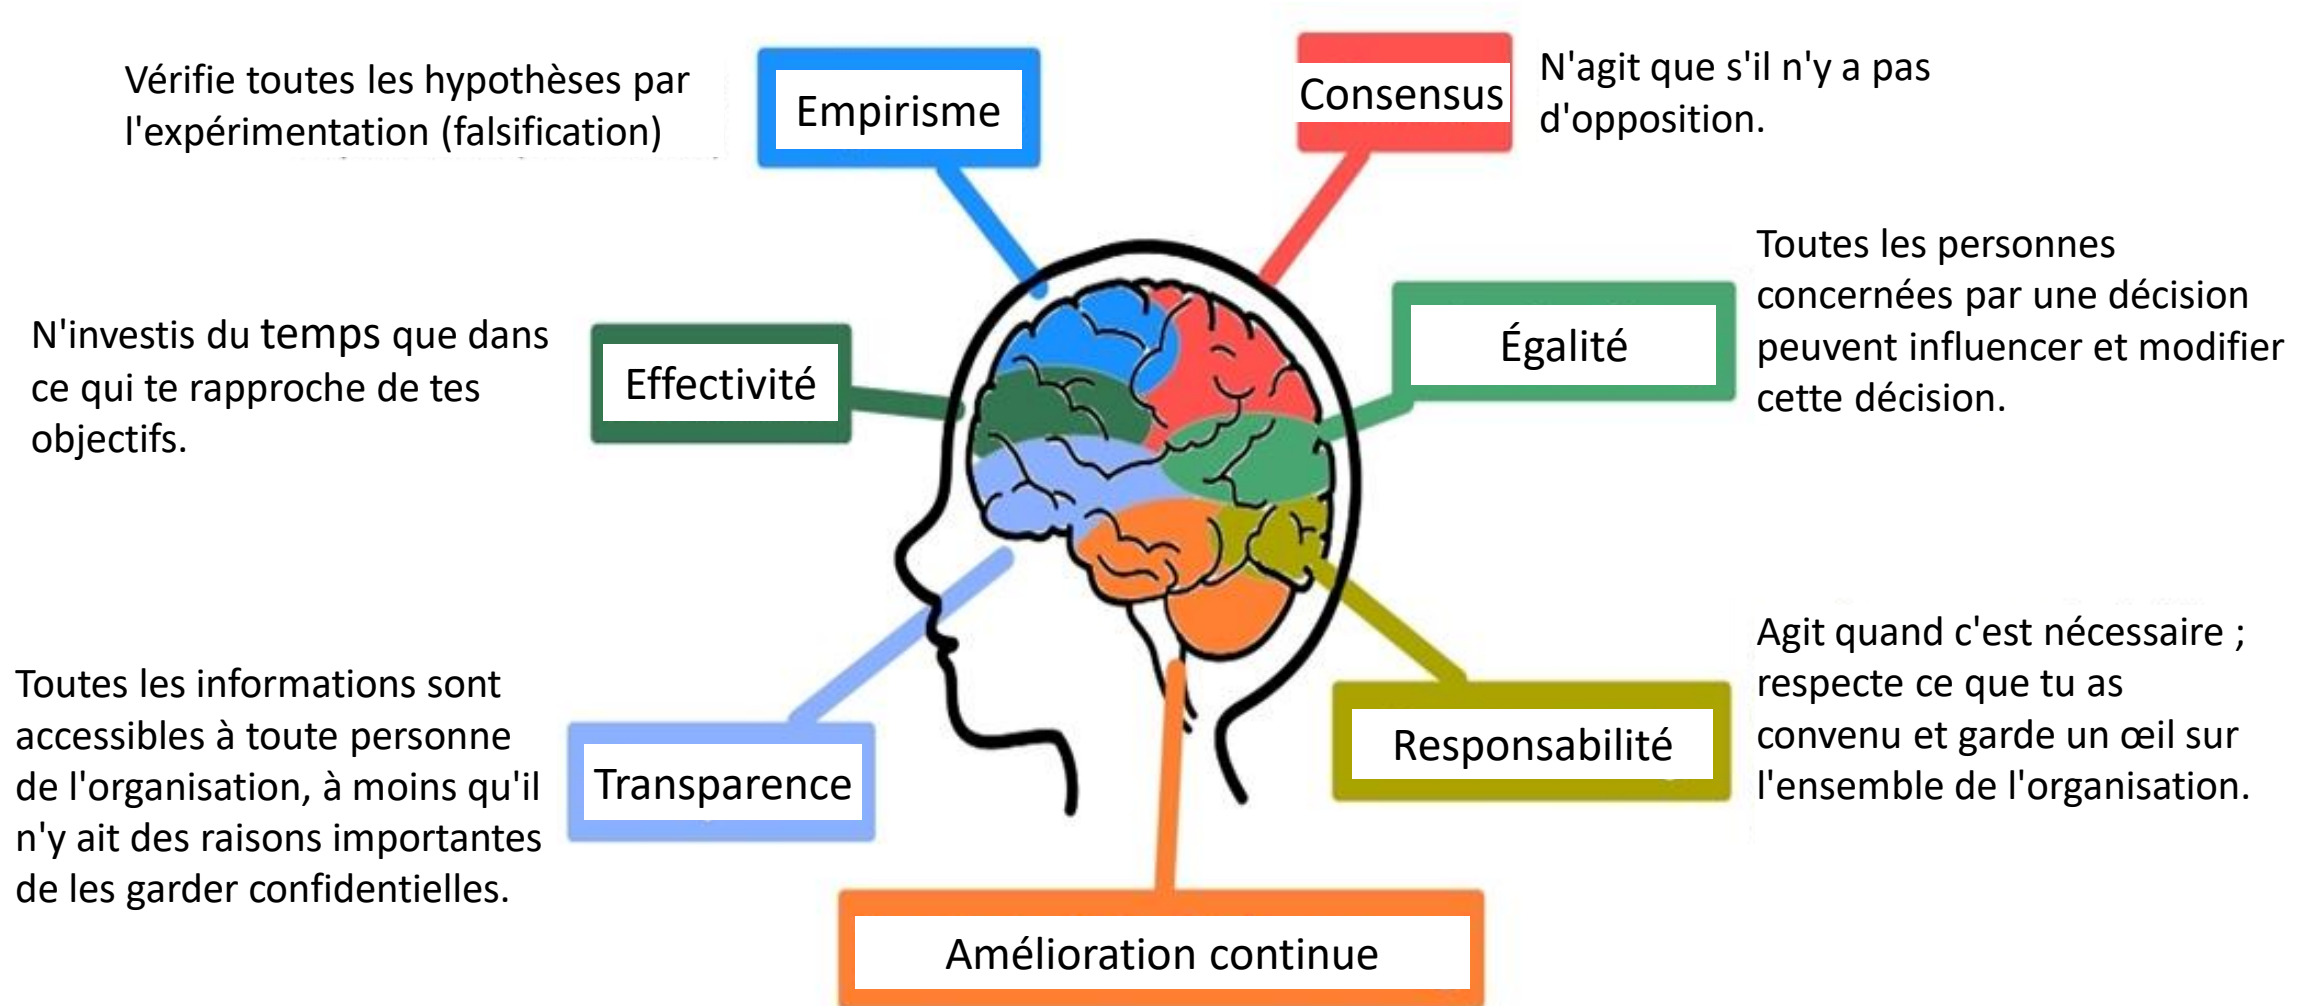 Vérifie toutes les hypothèses par
l'expérimentation (falsification)
Empirisme
Consensus
N'agit que s'il n'y a pas
d'opposition.
N'investis du temps que dans
ce qui te rapproche de tes
objectifs.
Effectivité
Égalité
Toutes les personnes
concernées par une décision
peuvent influencer et modifier
cette décision.
Toutes les informations sont
accessibles à toute personne
de l'organisation, à moins qu'il
n'y ait des raisons importantes
de les garder confidentielles.
Transparence
Responsabilité
Agit quand c'est nécessaire ;
respecte ce que tu as
convenu et garde un œil sur
l'ensemble de l'organisation.
Amélioration continue